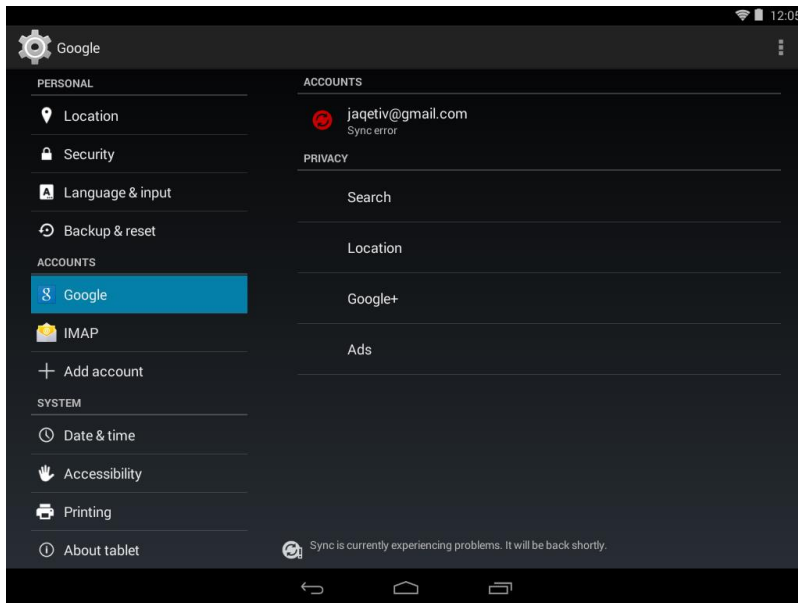 12:05
Google
PERSONAL
Location
Security
Language & input
Backup & reset
ACCOUNTS
Google
IMAP
Add account
SYSTEM
Date & time
Accessibility
Printing
About tablet
ACCOUNTS
jaqetiv@gmail.com
Sync error
PRIVACY
Search
Location
Google+
Ads
Sync is currently experiencing problems. It will be back shortly.